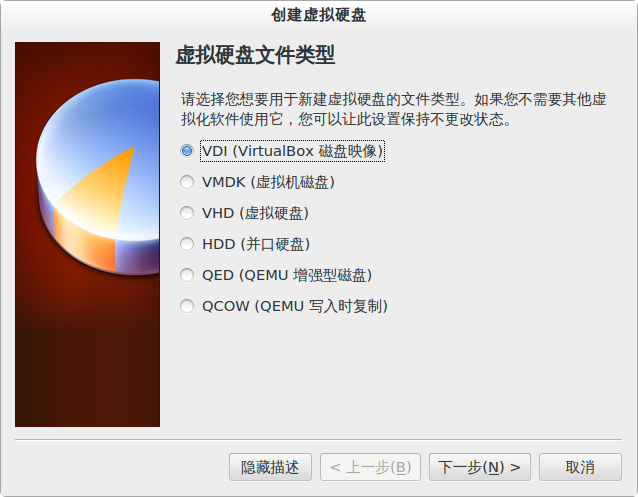 创建虚拟硬盘
虚拟硬盘文件类型
请选择您想要用于新建虚拟硬盘的文件类型。如果您不需要其他虚
拟化软件使用它，您可以让此设置保持不更改状态。
VDI (VirtualBox 磁盘映像)
VMDK (虚拟机磁盘)
VHD (虚拟硬盘)
HDD (并口硬盘)
QED (QEMU 增强型磁盘)
QCOW (QEMU 写入时复制)
隐藏描述
< 上一步(B)
下一步(N) >
取消